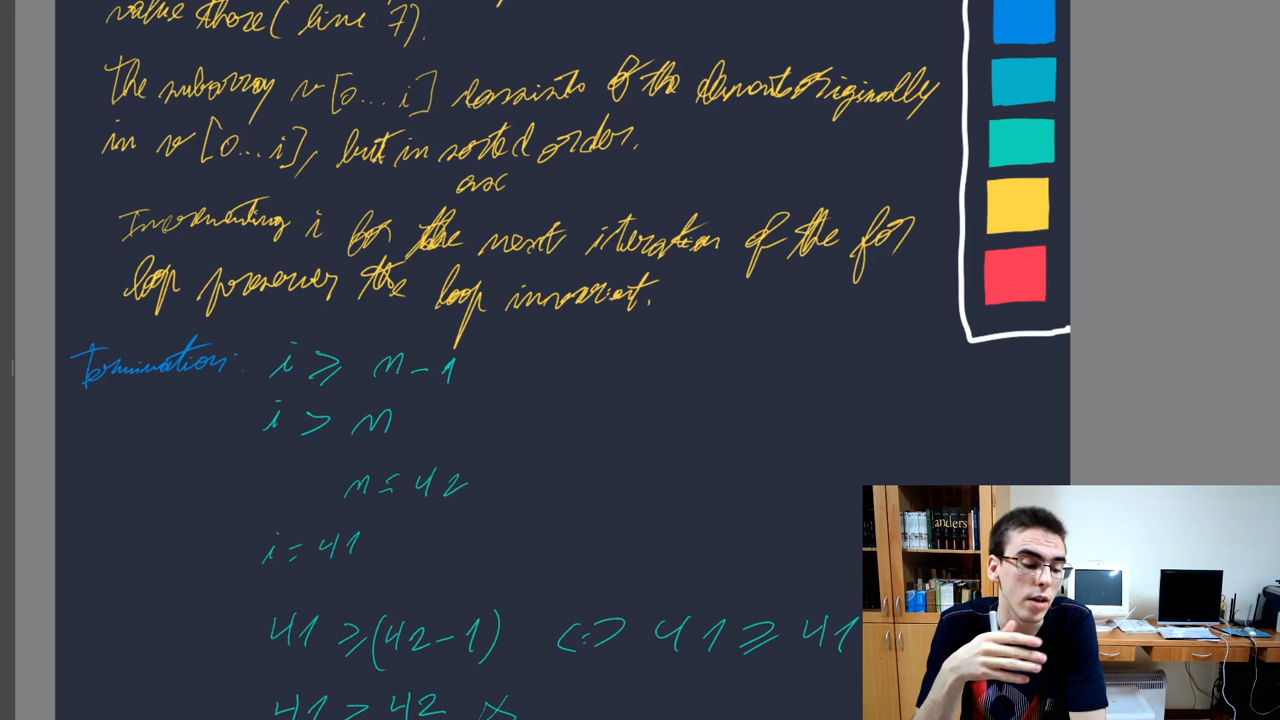 value there (line 7).
The subarray v[0...i] consists of the elements originally
in v[0...i], but in sorted order.
asc
Incrementing i for the next iteration of the for
loop preserves the loop invariant.
Termination: i ⩾ n-1
i > n
n = 42
i = 41
41 ⩾ (42-1) <=> 41 ⩾ 41
41 > 42 ×
anders